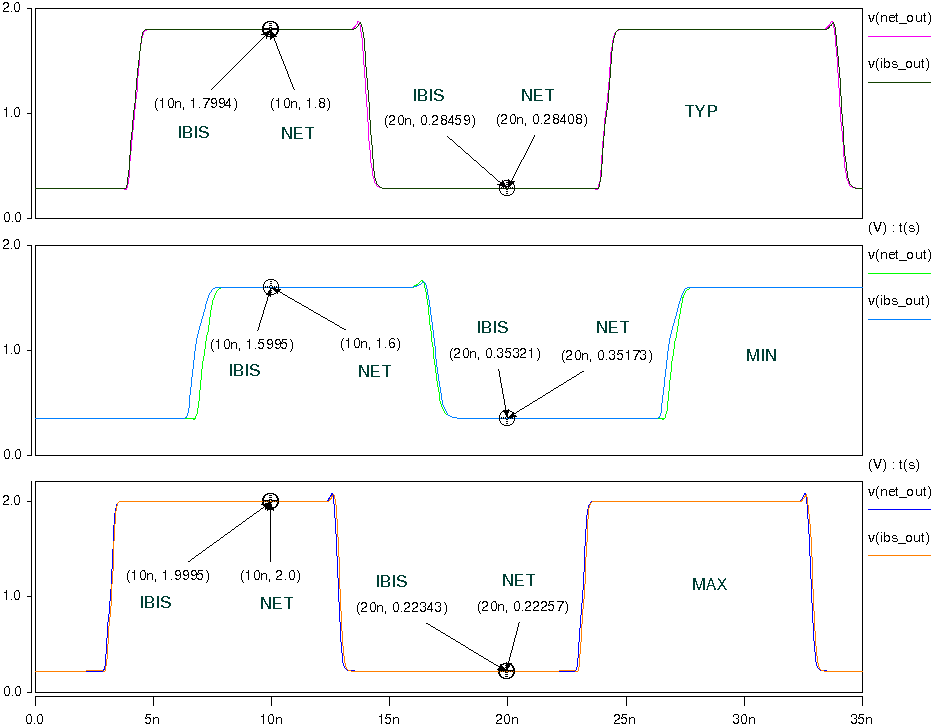 2.0
v(net_out)
v(ibs_out)
IBIS
NET
(10n, 1.7994)
(10n, 1.8)
1.0
(20n, 0.28459)
(20n, 0.28408)
TYP
IBIS
NET
0.0
(V) : t(s)
2.0
v(net_out)
v(ibs_out)
IBIS
NET
(10n, 1.5995)
(10n, 1.6)
1.0
(20n, 0.35321)
(20n, 0.35173)
MIN
IBIS
NET
0.0
(V) : t(s)
2.0
v(net_out)
v(ibs_out)
(10n, 1.9995)
(10n, 2.0)
IBIS
NET
MAX
1.0
IBIS
NET
(20n, 0.22343)
(20n, 0.22257)
0.0
0.0
5n
10n
15n
20n
25n
30n
35n